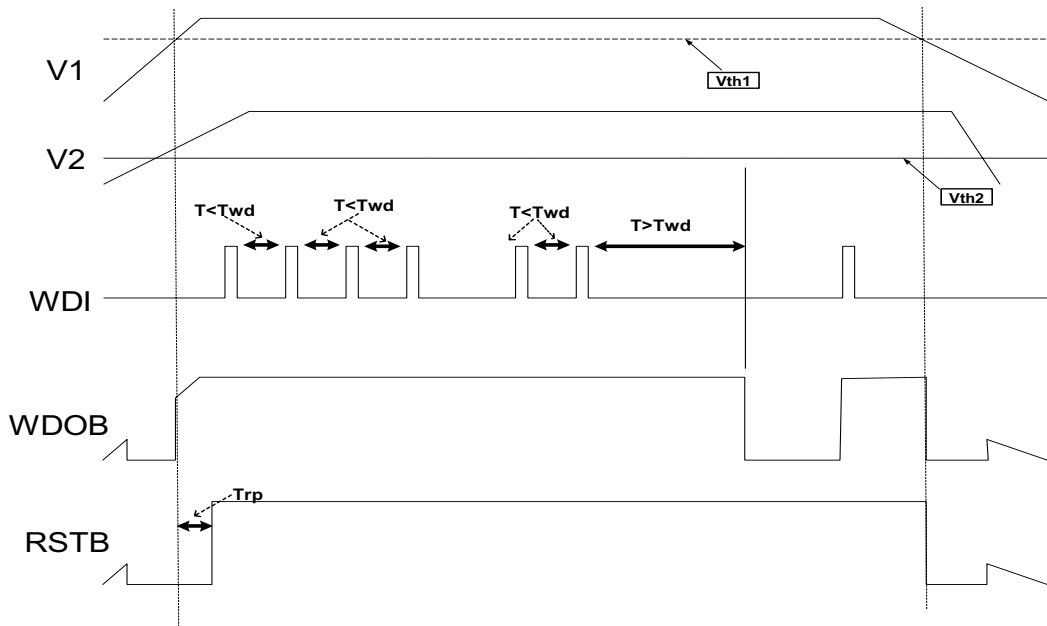 V1
Vth1
V2
Vth2
T<Twd
T<Twd
T<Twd
T>Twd
WDI
WDOB
Trp
RSTB